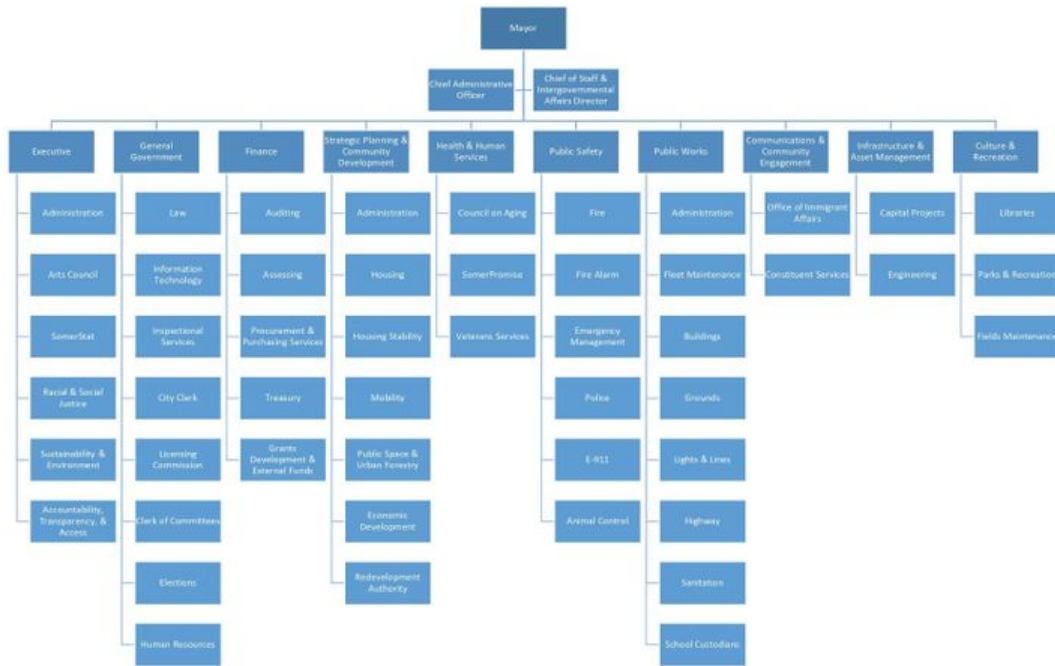 Mayor
Chief Administrative
Officer
Chief of Staff &
Intergovernmental
Affairs Director
Executive
General
Government
Finance
Strategic Planning &
Community
Development
Health & Human
Services
Public Safety
Public Works
Communications &
Community
Engagement
Infrastructure &
Asset Management
Culture &
Recreation
Administration
Arts Council
SomerStat
Racial & Social
Justice
Sustainability &
Environment
Accountability,
Transparency, &
Access
Law
Information
Technology
Inspectional
Services
City Clerk
Licensing
Commission
Clerk of Committees
Elections
Human Resources
Auditing
Assessing
Procurement &
Purchasing Services
Treasury
Grants
Development &
External Funds
Administration
Housing
Housing Stability
Mobility
Public Space &
Urban Forestry
Economic
Development
Redevelopment
Authority
Council on Aging
SomerPromise
Veterans Services
Fire
Fire Alarm
Emergency
Management
Police
E-911
Animal Control
Administration
Fleet Maintenance
Buildings
Grounds
Lights & Lines
Highway
Sanitation
School Custodians
Office of Immigrant
Affairs
Constituent Services
Capital Projects
Engineering
Libraries
Parks & Recreation
Fields Maintenance